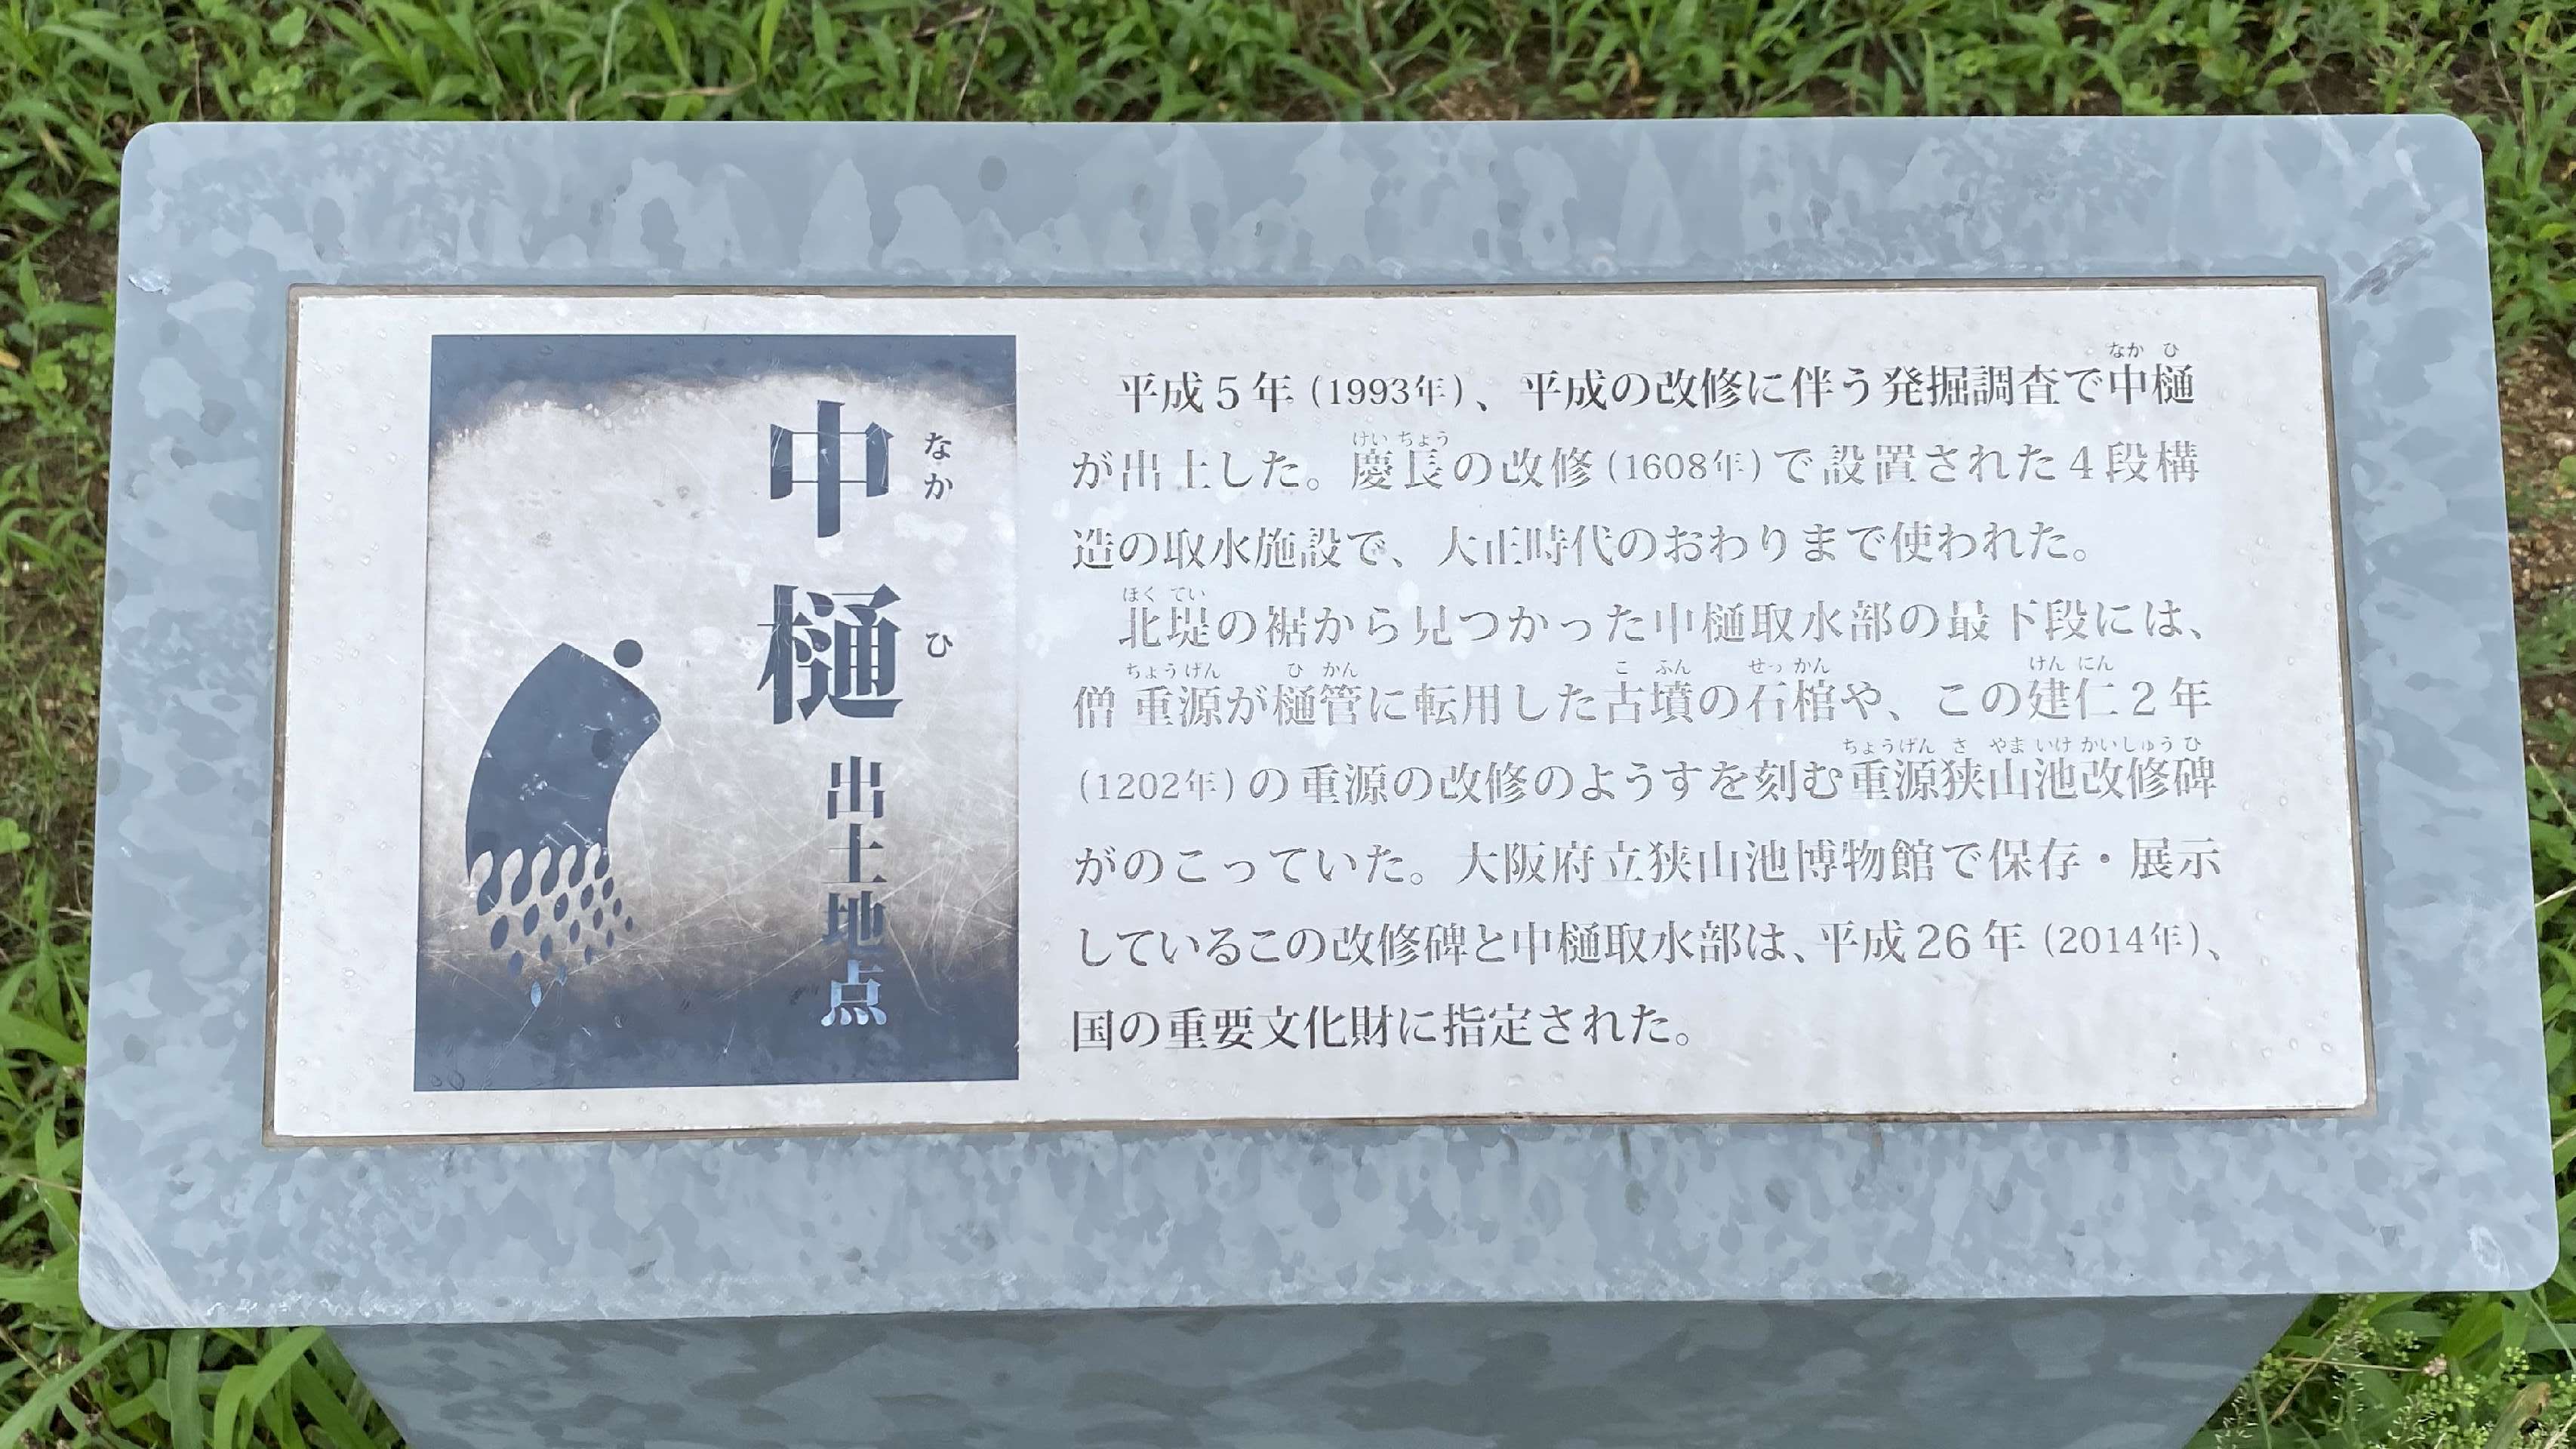 中樋
なかひ
出土地点
平成5年(1993年)、平成の改修に伴う発掘調査で中樋
が出土した。慶長の改修(1608年)で設置された4段構
造の取水施設で、大正時代のおわりまで使われた。
北堤の裾から見つかった中樋取水部の最下段には、
僧重源が樋管に転用した古墳の石棺や、この建仁2年
(1202年)の重源の改修のようすを刻む重源狭山池改修碑
がのこっていた。大阪府立狭山池博物館で保存・展示
しているこの改修碑と中樋取水部は、平成26年(2014年)、
国の重要文化財に指定された。
なか ひ
けい ちょう
ほく てい
ちょうげん ひ かん こ ふん せっ かん けん にん
ちょうげん さ やま いけ かいしゅう ひ